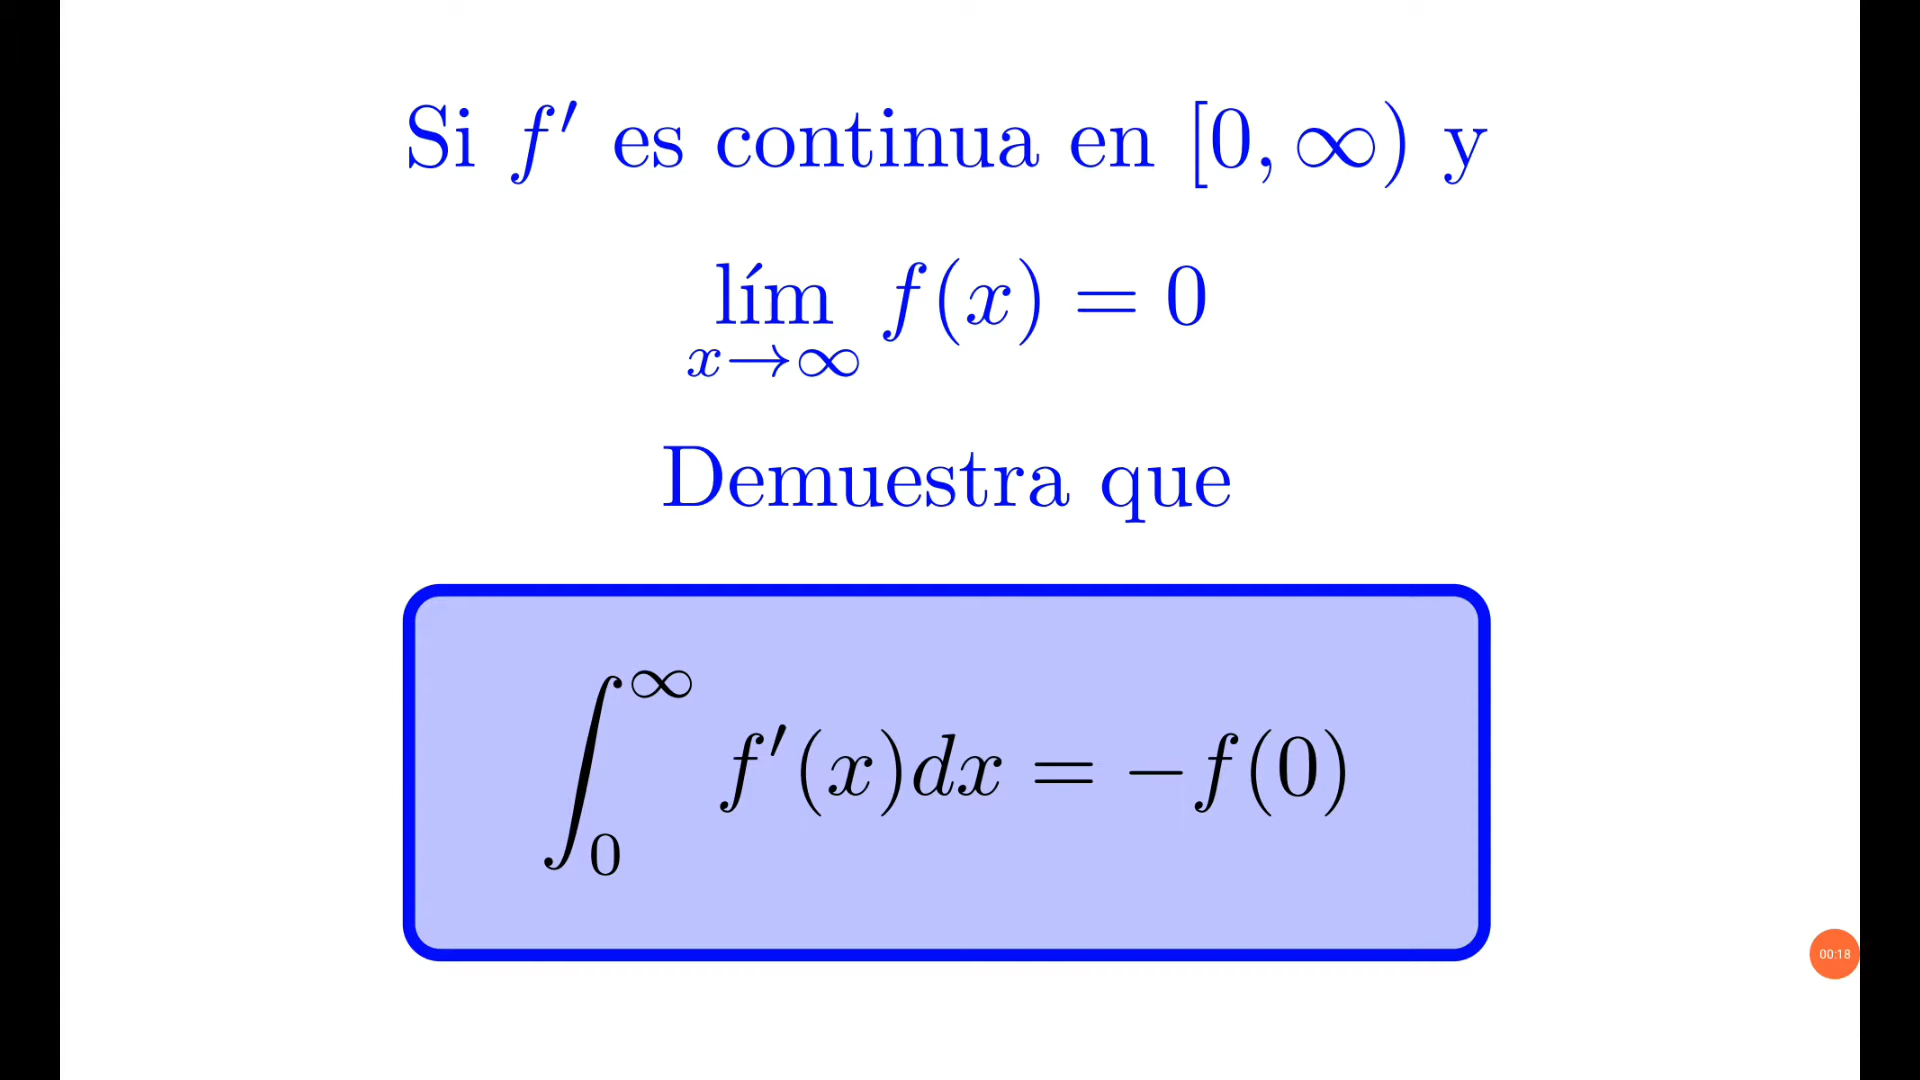 Si f′ es continua en [0, ∞) y
lím f(x) = 0
x→∞
Demuestra que
∫₀^∞ f′(x)dx = −f(0)
00:18